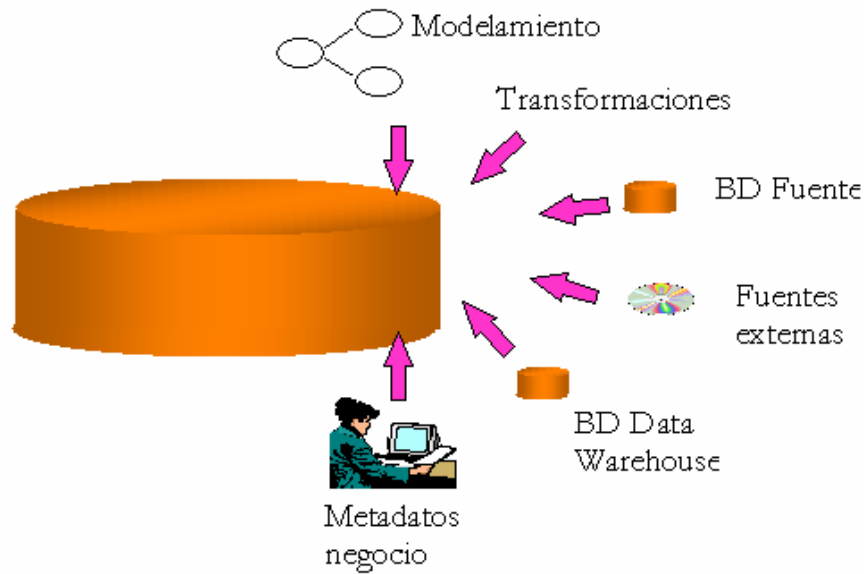 Modelamiento
Transformaciones
BD Fuente
Fuentes
externas
BD Data
Warehouse
Metadatos
negocio